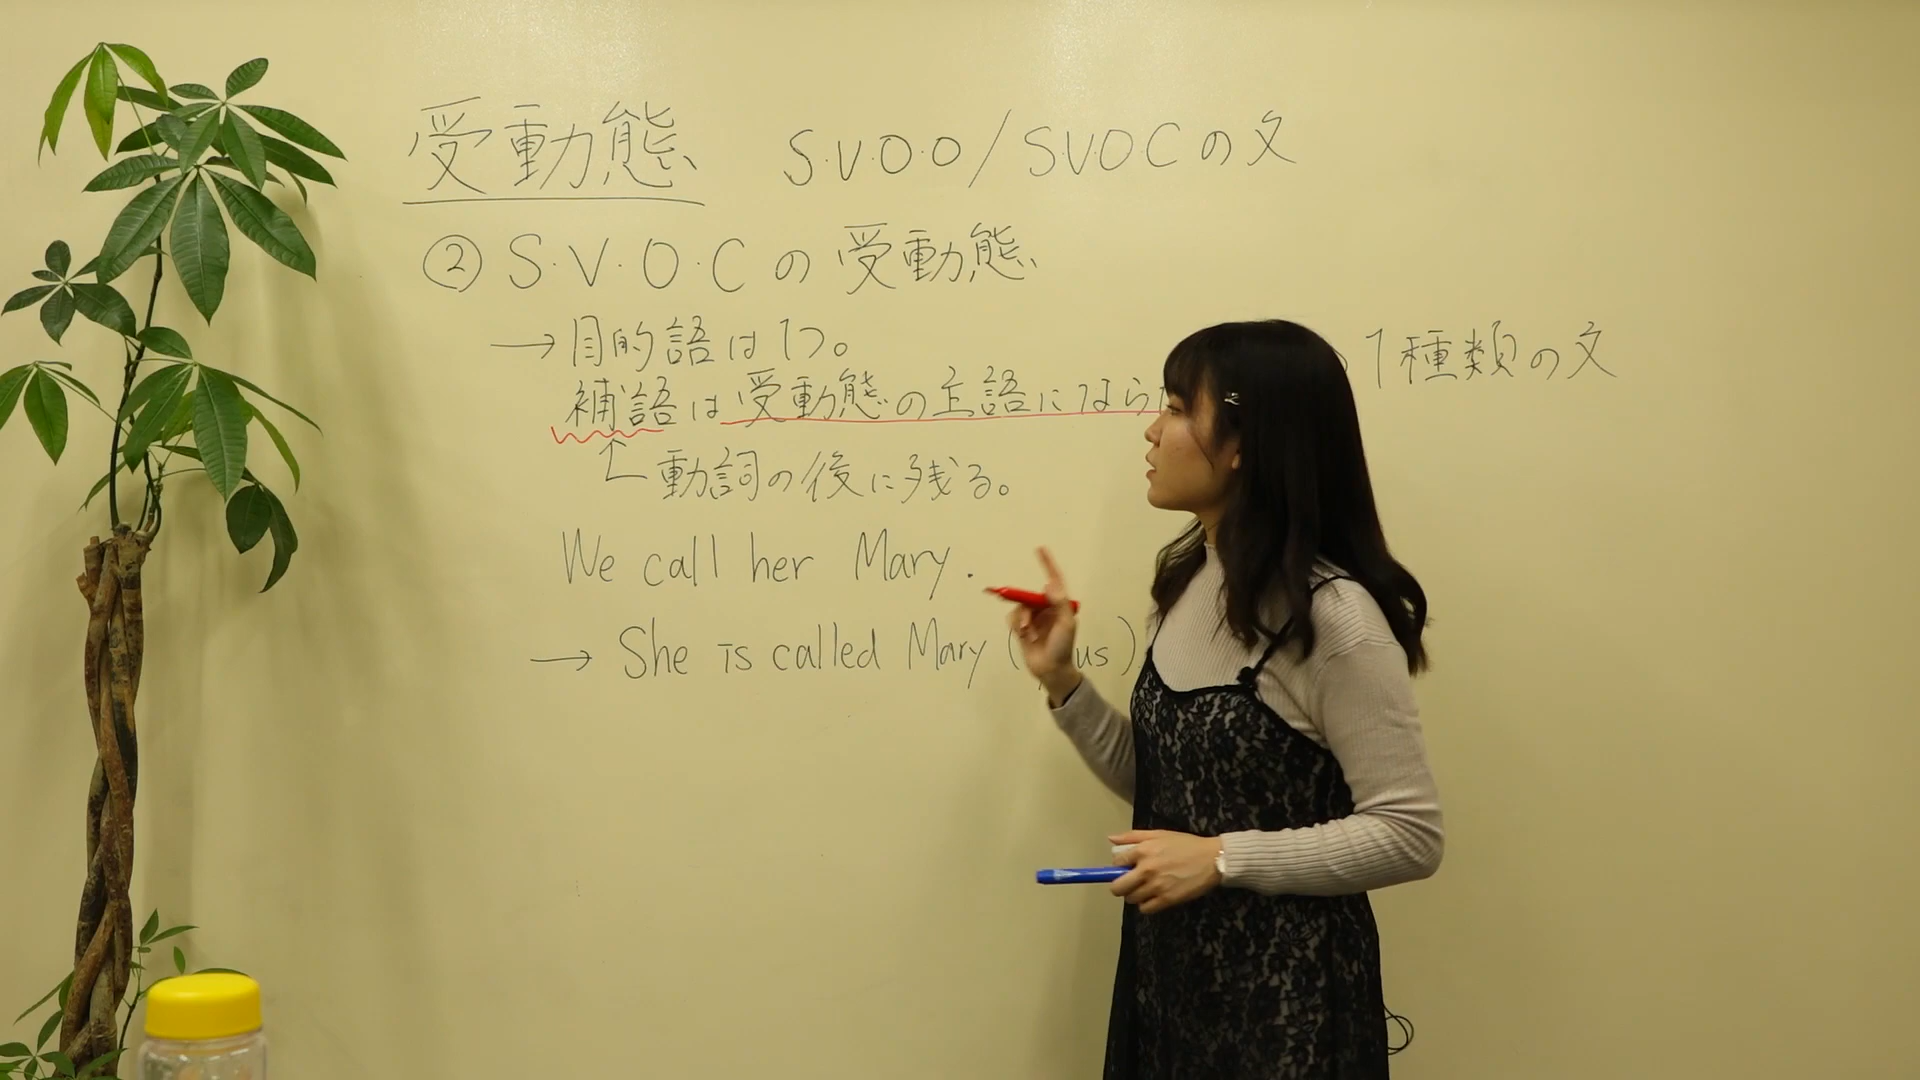 受動態 S・V・O・O/SVOCの文
② S・V・O・Cの受動態
→目的語は1つ。 1種類の文
補語は受動態の主語になら
↑動詞の後に残る。
We call her Mary.
→ She is called Mary ( us )